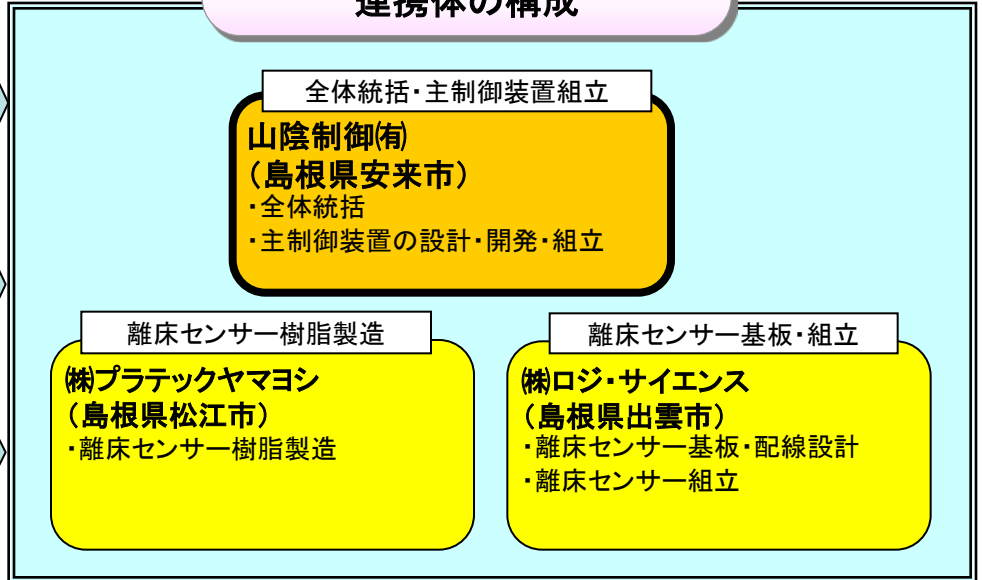 連携体の構成
全体統括・主制御装置組立
山陰制御㈲
（島根県安来市）
・全体統括
・主制御装置の設計・開発・組立
離床センサー樹脂製造
㈱プラテックヤマヨシ
（島根県松江市）
・離床センサー樹脂製造
離床センサー基板・組立
㈱ロジ・サイエンス
（島根県出雲市）
・離床センサー基板・配線設計
・離床センサー組立